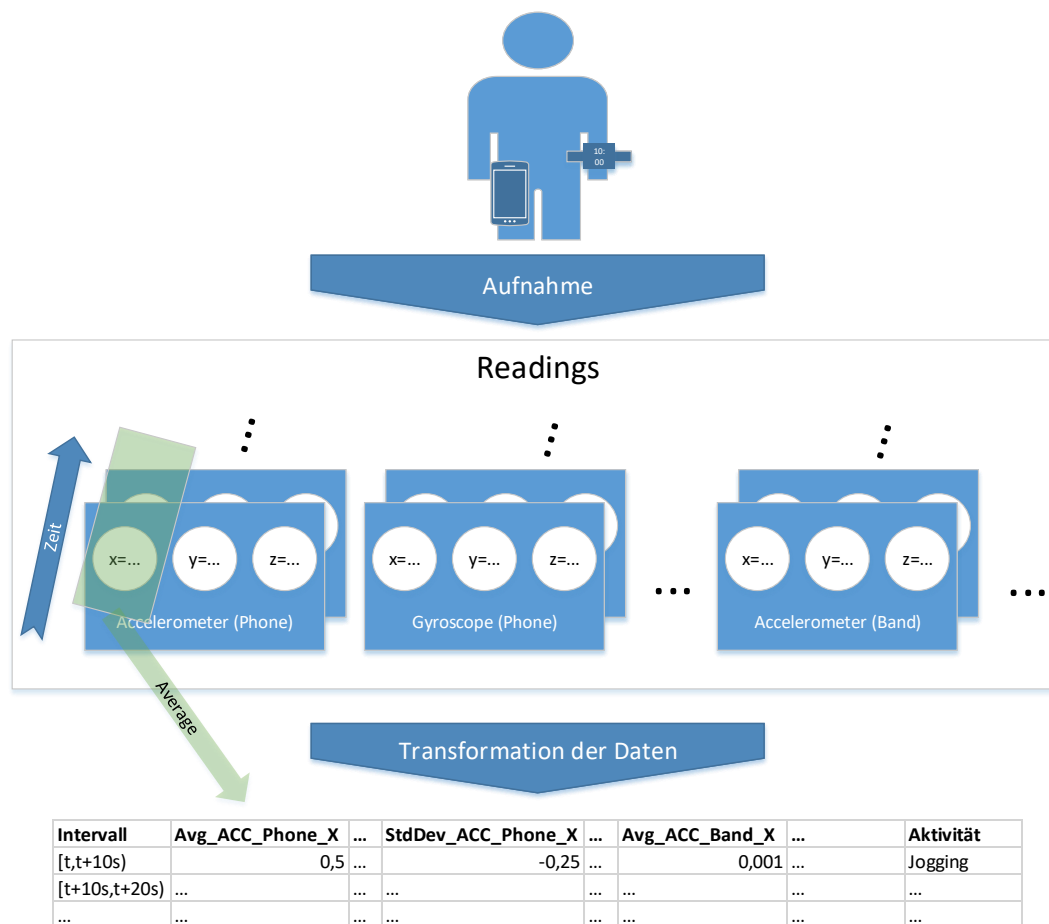 10:
00
Aufnahme
Readings
Zeit
x=...
y=...
z=...
Accelerometer (Phone)
x=...
y=...
z=...
Gyroscope (Phone)
...
x=...
y=...
z=...
Accelerometer (Band)
...
Average
Transformation der Daten
Intervall Avg_ACC_Phone_X ... StdDev_ACC_Phone_X ... Avg_ACC_Band_X ... Aktivität
[t,t+10s) 0,5 ... -0,25 ... 0,001 ... Jogging
[t+10s,t+20s) ... ... ... ... ... ... ...
... ... ... ... ... ... ... ...